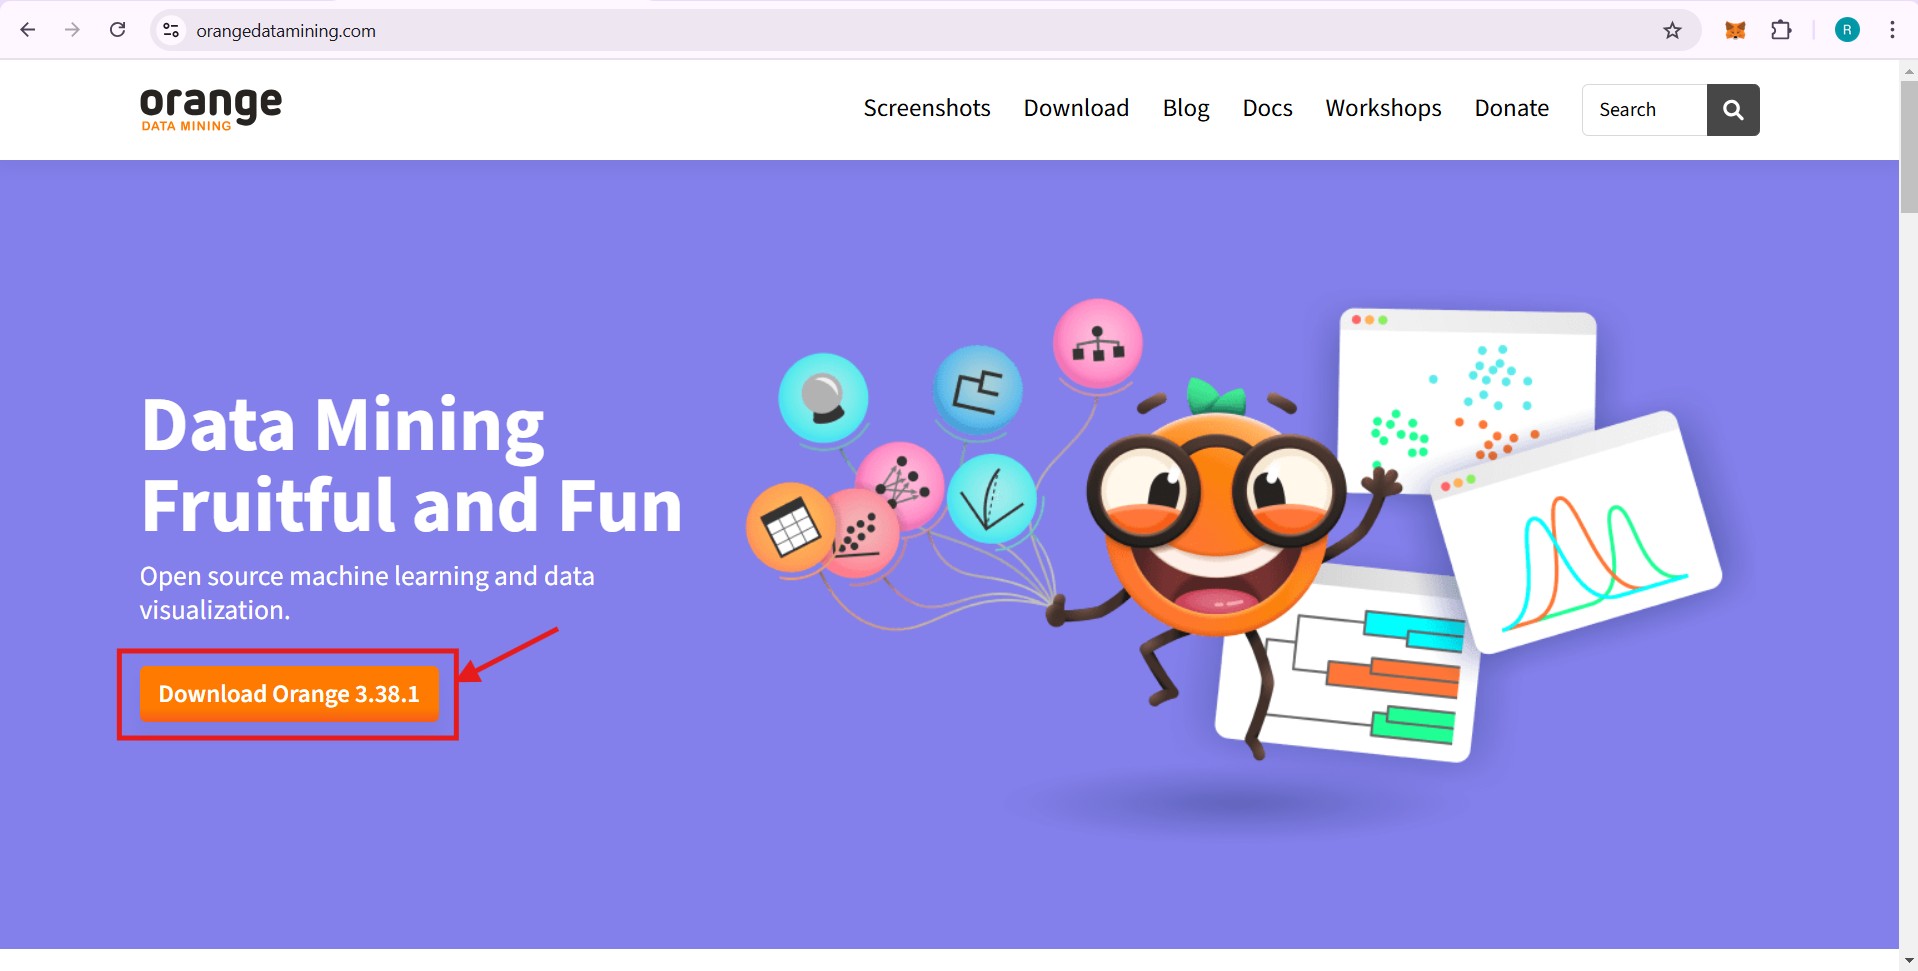 orangedatamining.com
R
orange
DATA MINING
Screenshots Download Blog Docs Workshops Donate Search
Data Mining
Fruitful and Fun
Open source machine learning and data
visualization.
Download Orange 3.38.1